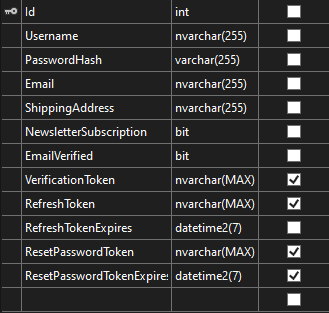 Id int
Username nvarchar(255)
PasswordHash varchar(255)
Email nvarchar(255)
ShippingAddress nvarchar(255)
NewsletterSubscription bit
EmailVerified bit
VerificationToken nvarchar(MAX)
RefreshToken nvarchar(MAX)
RefreshTokenExpires datetime2(7)
ResetPasswordToken nvarchar(MAX)
ResetPasswordTokenExpires datetime2(7)